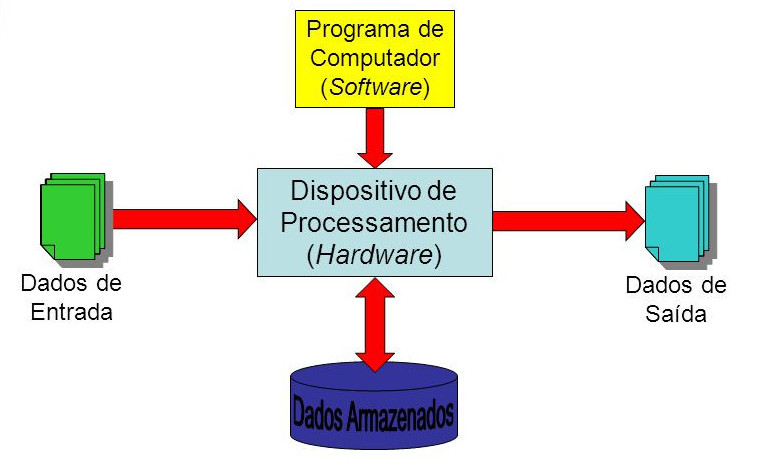 Programa de
Computador
(Software)
Dispositivo de
Processamento
(Hardware)
Dados de
Entrada
Dados de
Saída
Dados Armazenados